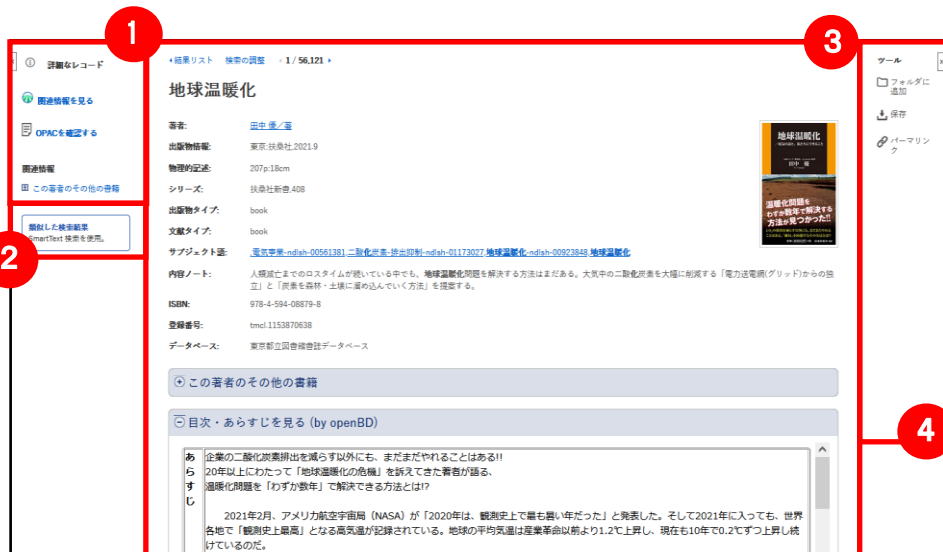 1
3
詳細なレコード
関連情報を見る
OPACを確認する
関連情報
この著者のその他の書籍
類似した検索結果
SmartText 検索を使用。
2
結果リスト 検索の調整 1 / 56,121
地球温暖化
著者: 田中 優／著
出版物情報: 東京:扶桑社,2021.9
物理的記述: 207p:18cm
シリーズ: 扶桑社新書,408
出版物タイプ: book
文献タイプ: book
サブジェクト語: 電気事業-ndlsh-00561381,二酸化炭素-排出抑制-ndlsh-01173027,地球温暖化-ndlsh-00923848,地球温暖化
内容ノート: 人類滅亡までのロスタイムが続いている中でも、地球温暖化問題を解決する方法はまだある。大気中の二酸化炭素を大幅に削減する「電力送電網(グリッド)からの独
立」と「炭素を森林・土壌に溜め込んでいく方法」を提案する。
ISBN: 978-4-594-08879-8
登録番号: tmcl.1153870638
データベース: 東京都立図書館書誌データベース
地球温暖化
田中 優
温暖化問題を
わずか数年で解決する
方法が見つかった!!
この著者のその他の書籍
目次・あらすじを見る (by openBD)
あらすじ
企業の二酸化炭素排出を減らす以外にも、まだまだやれることはある!!
20年以上にわたって「地球温暖化の危機」を訴えてきた著者が語る、
温暖化問題を「わずか数年」で解決できる方法とは!?
2021年2月、アメリカ航空宇宙局（NASA）が「2020年は、観測史上で最も暑い年だった」と発表した。そして2021年に入っても、世界
各地で「観測史上最高」となる高気温が記録されている。地球の平均気温は産業革命以前より1.2℃上昇し、現在も10年で0.2℃ずつ上昇し続
けているのだ。
ツール
フォルダに
追加
保存
パーマリン
ク
4